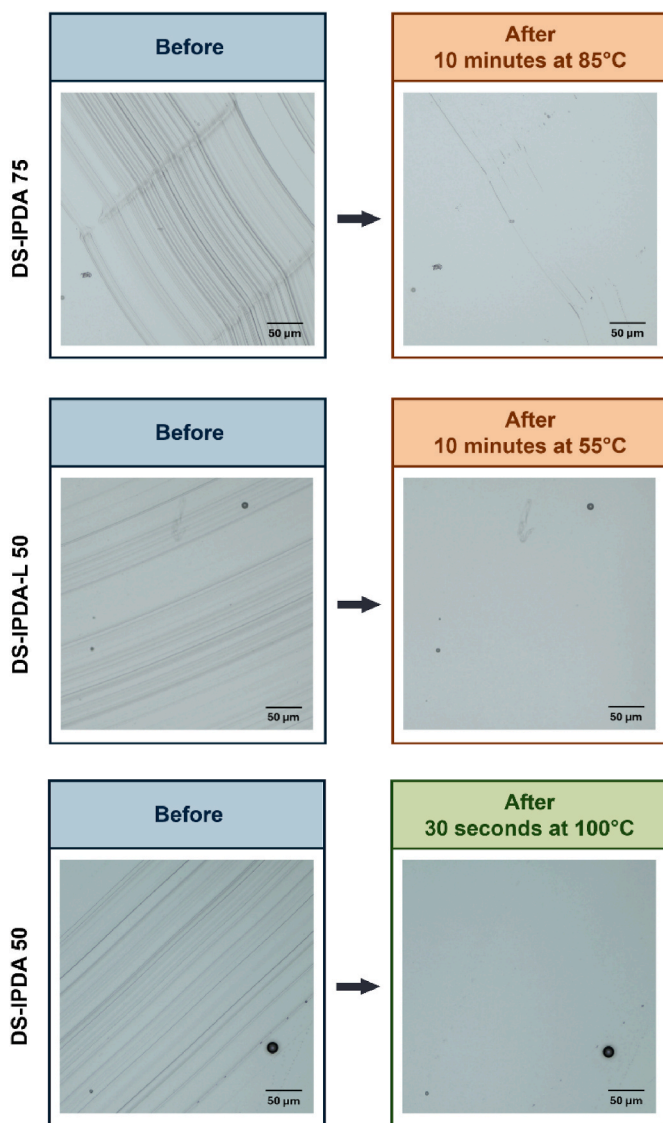 Before
After
10 minutes at 85°C
DS-IPDA 75
50 µm
50 µm
Before
After
10 minutes at 55°C
DS-IPDA-L 50
50 µm
50 µm
Before
After
30 seconds at 100°C
DS-IPDA 50
50 µm
50 µm